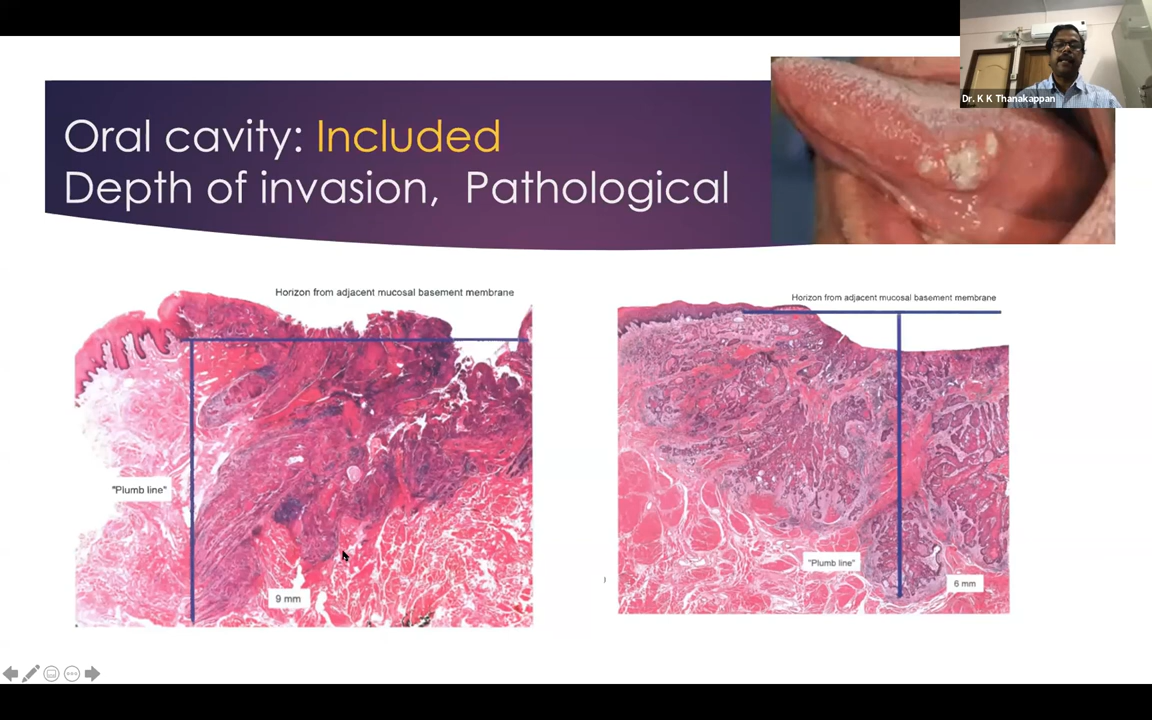 Dr. K K Thanakappan
Oral cavity: Included
Depth of invasion, Pathological
Horizon from adjacent mucosal basement membrane
"Plumb line"
9 mm
Horizon from adjacent mucosal basement membrane
"Plumb line"
6 mm